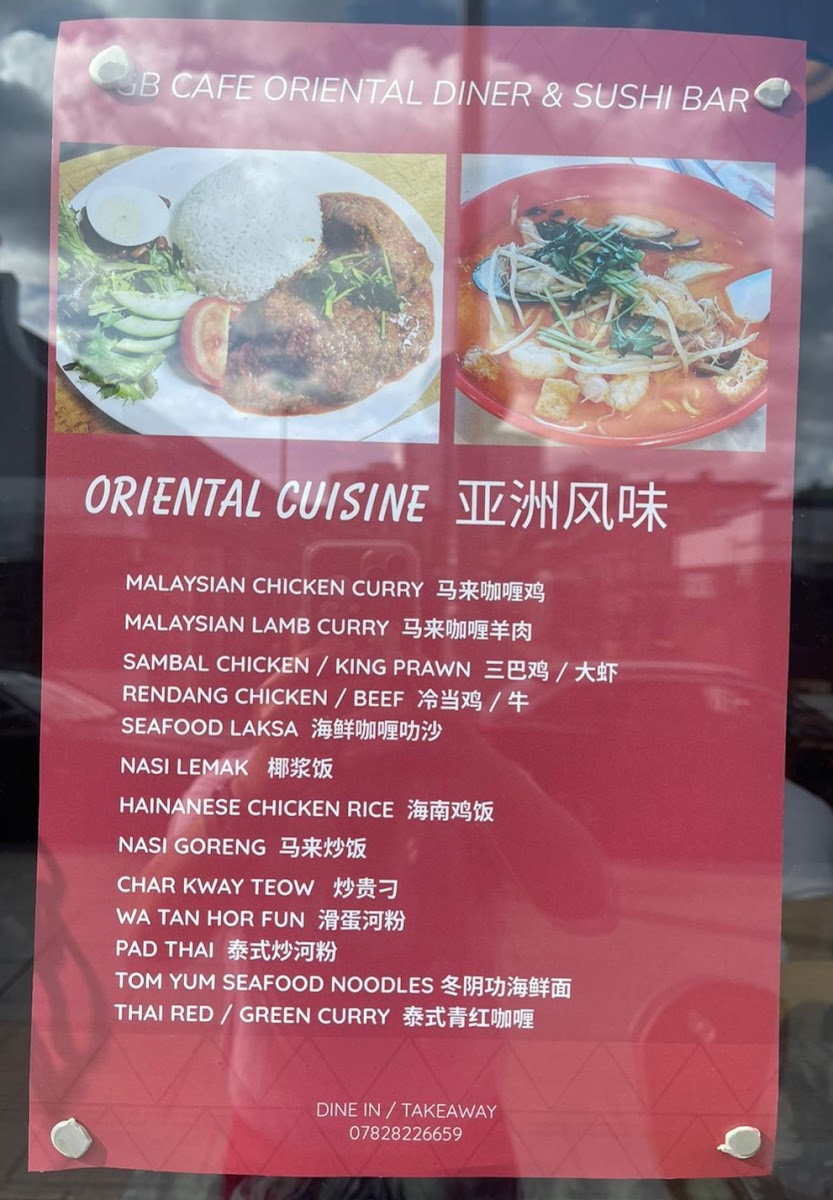 GB CAFE ORIENTAL DINER & SUSHI BAR
ORIENTAL CUISINE 亚洲风味
MALAYSIAN CHICKEN CURRY 马来咖喱鸡
MALAYSIAN LAMB CURRY 马来咖喱羊肉
SAMBAL CHICKEN / KING PRAWN 三巴鸡 / 大虾
RENDANG CHICKEN / BEEF 冷当鸡 / 牛
SEAFOOD LAKSA 海鲜咖喱叻沙
NASI LEMAK 椰浆饭
HAINANESE CHICKEN RICE 海南鸡饭
NASI GORENG 马来炒饭
CHAR KWAY TEOW 炒贵刁
WA TAN HOR FUN 滑蛋河粉
PAD THAI 泰式炒河粉
TOM YUM SEAFOOD NOODLES 冬阴功海鲜面
THAI RED / GREEN CURRY 泰式青红咖喱
DINE IN / TAKEAWAY
07828226659